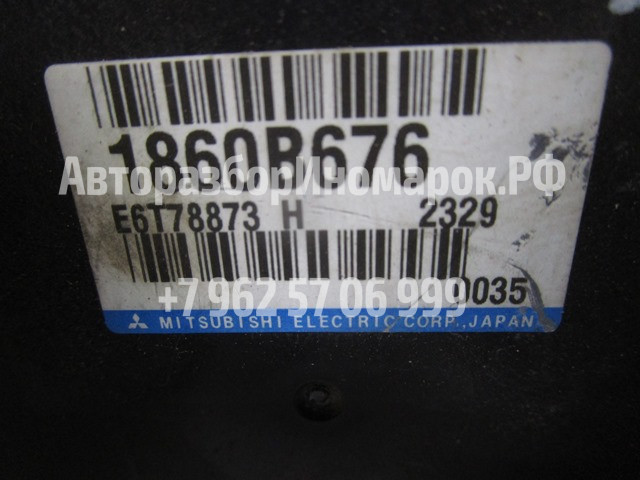 1860B676
АвторазборИномарок.РФ
E6T78873 H 2329
+7 962 57 06 999
0035
MITSUBISHI ELECTRIC CORP., JAPAN